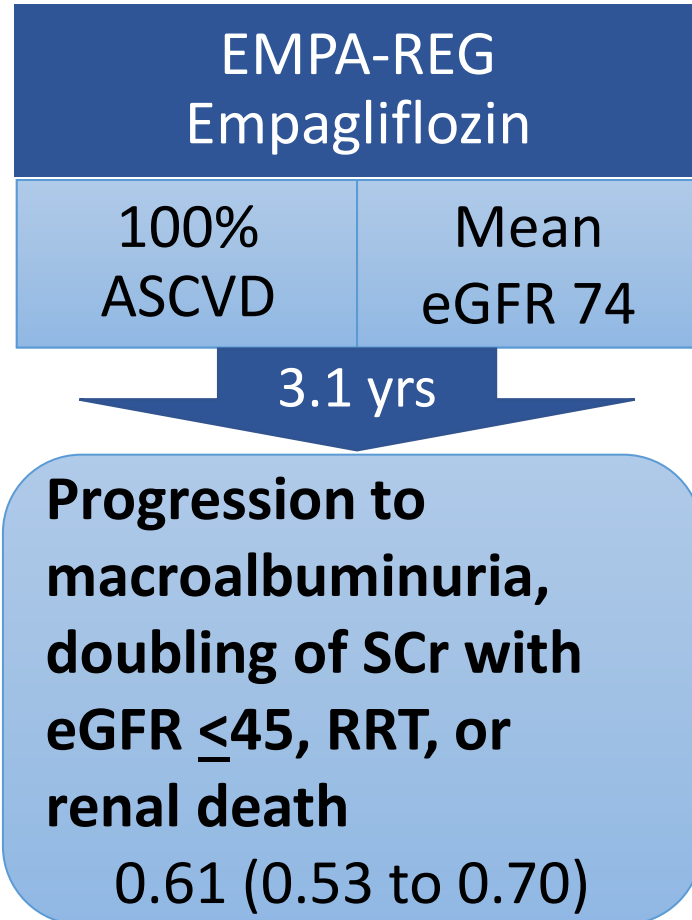 EMPA-REG
Empagliflozin
100%
ASCVD
Mean
eGFR 74
3.1 yrs
Progression to
macroalbuminuria,
doubling of SCr with
eGFR <45, RRT, or
renal death
0.61 (0.53 to 0.70)